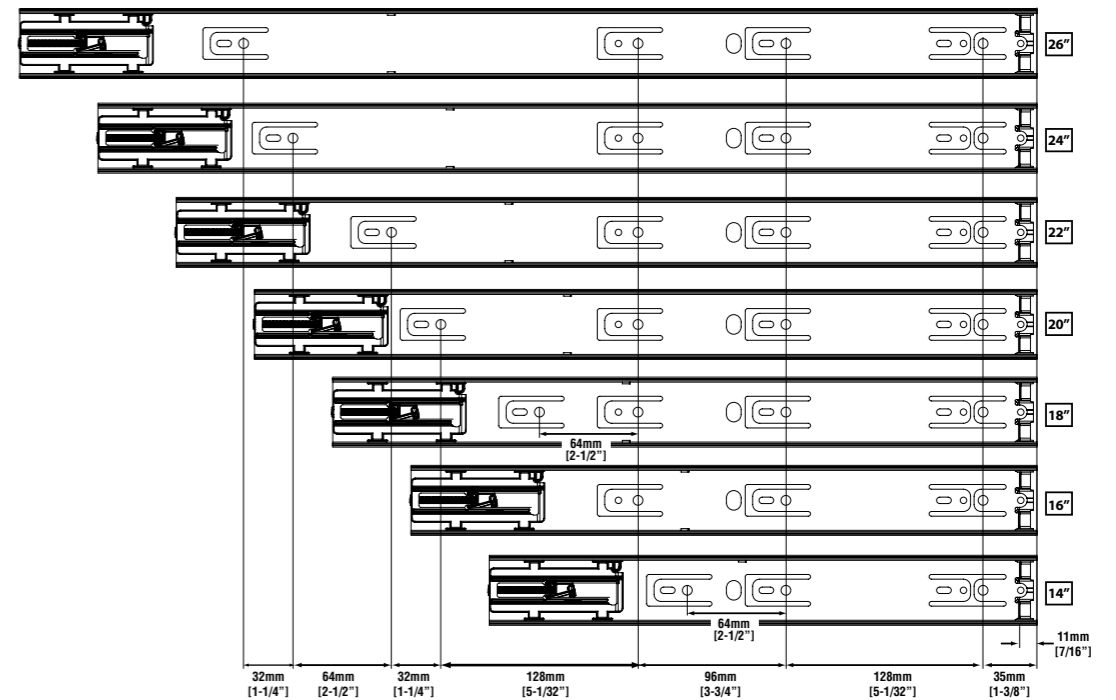 26”
24”
22”
20”
18”
64mm
[2-1/2”]
16”
14”
64mm
[2-1/2”]
11mm
[7/16”]
32mm
[1-1/4”]
64mm
[2-1/2”]
32mm
[1-1/4”]
128mm
[5-1/32”]
96mm
[3-3/4”]
128mm
[5-1/32”]
35mm
[1-3/8”]